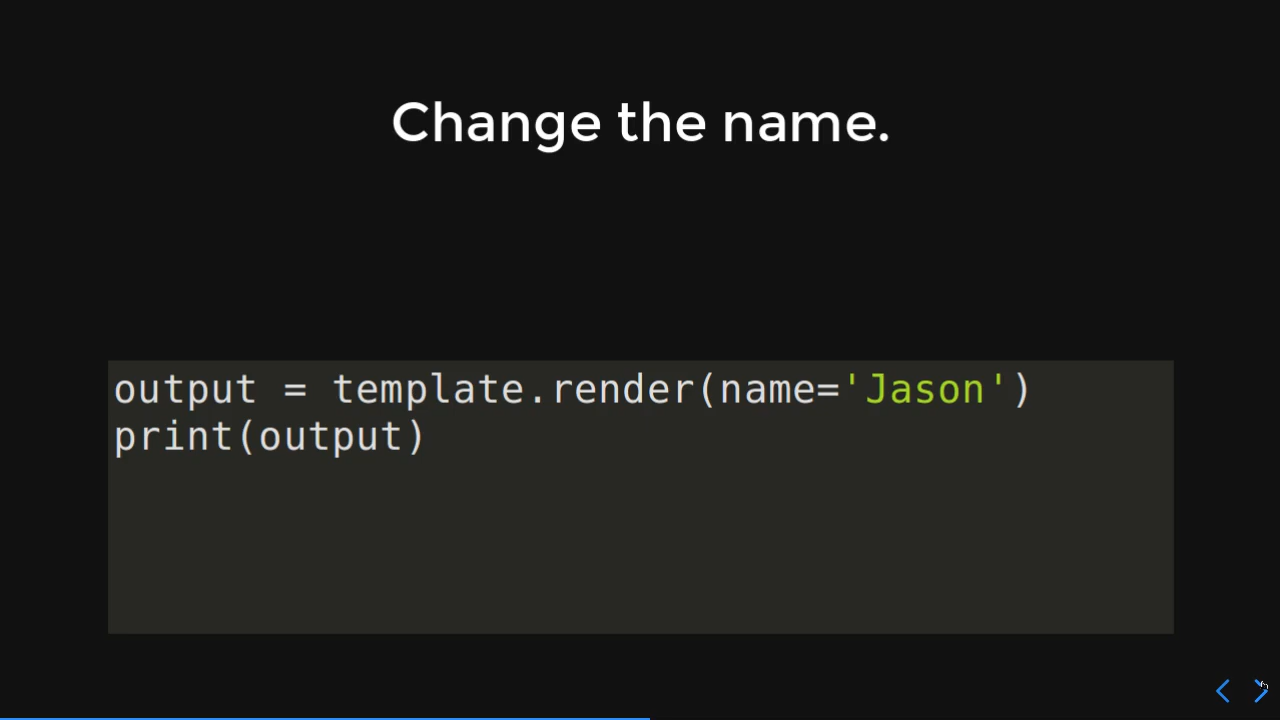 Change the name.
output = template.render(name='Jason')
print(output)